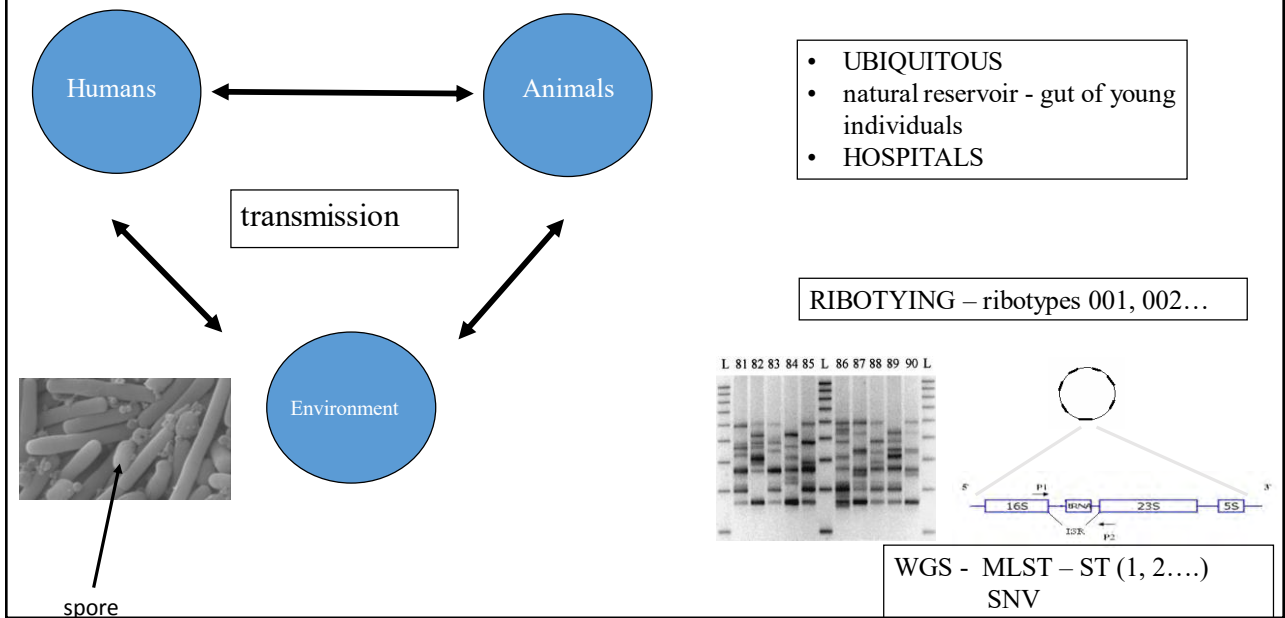 Humans
Animals
transmission
Environment
spore
• UBIQUITOUS
• natural reservoir - gut of young
individuals
• HOSPITALS
RIBOTYING – ribotypes 001, 002…
L 81 82 83 84 85 L 86 87 88 89 90 L
5'
3'
P1
16S
tRNA
23S
5S
ISR
P2
WGS - MLST – ST (1, 2….)
SNV